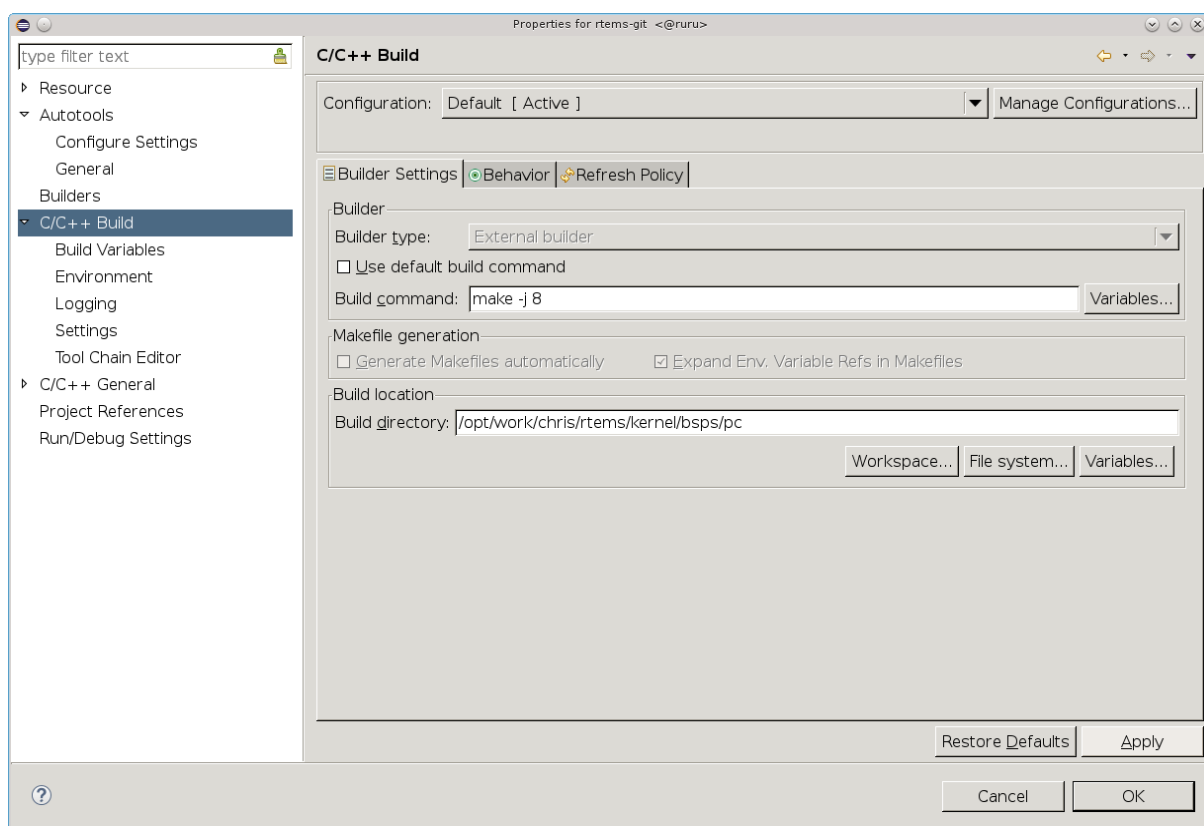 Properties for rtems-git <@ruru>
type filter text
Resource
Autotools
Configure Settings
General
Builders
C/C++ Build
Build Variables
Environment
Logging
Settings
Tool Chain Editor
C/C++ General
Project References
Run/Debug Settings
C/C++ Build
Configuration: Default [ Active ] Manage Configurations...
Builder Settings Behavior Refresh Policy
Builder
Builder type: External builder
Use default build command
Build command: make -j 8 Variables...
Makefile generation
Generate Makefiles automatically Expand Env. Variable Refs in Makefiles
Build location
Build directory: /opt/work/chris/rtems/kernel/bsps/pc
Workspace... File system... Variables...
Restore Defaults Apply
? Cancel OK